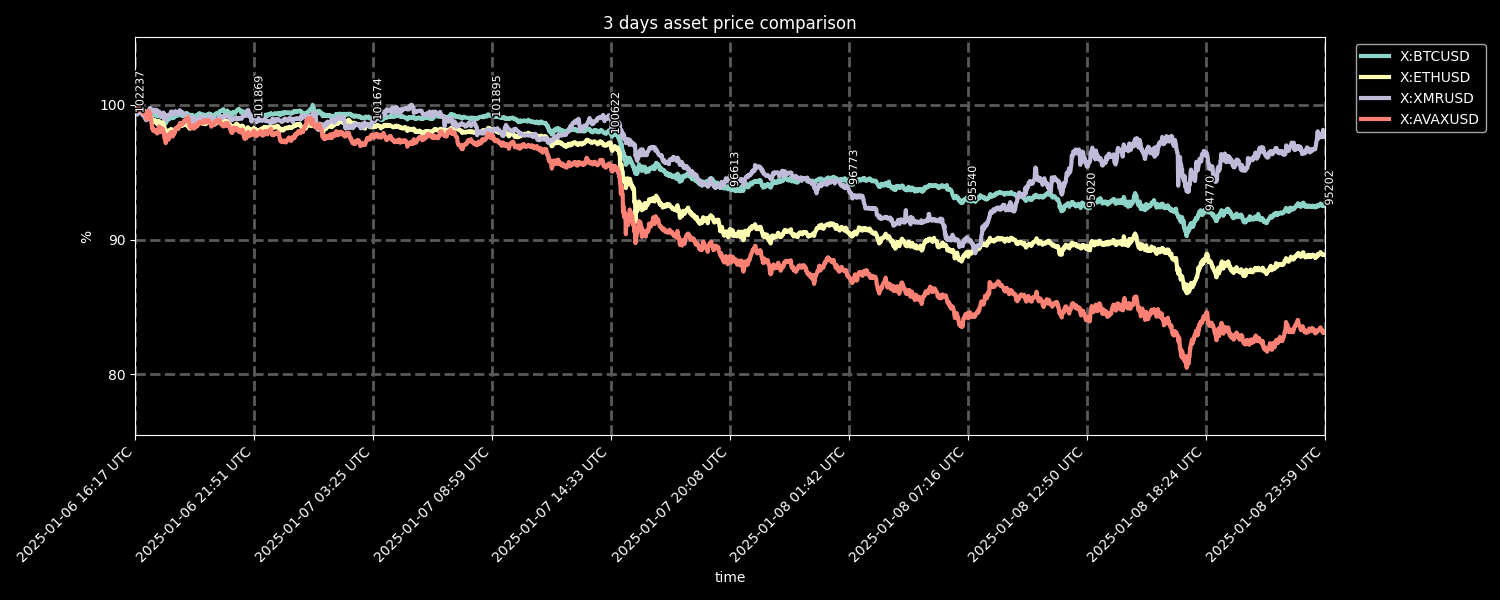 3 days asset price comparison
X:BTCUSD
X:ETHUSD
X:XMRUSD
X:AVAXUSD
100
90
80
%
102237
101869
101674
101895
100622
96613
96773
95540
95020
94770
95202
2025-01-06 16:17 UTC
2025-01-06 21:51 UTC
2025-01-07 03:25 UTC
2025-01-07 08:59 UTC
2025-01-07 14:33 UTC
2025-01-07 20:08 UTC
2025-01-08 01:42 UTC
2025-01-08 07:16 UTC
2025-01-08 12:50 UTC
2025-01-08 18:24 UTC
2025-01-08 23:59 UTC
time